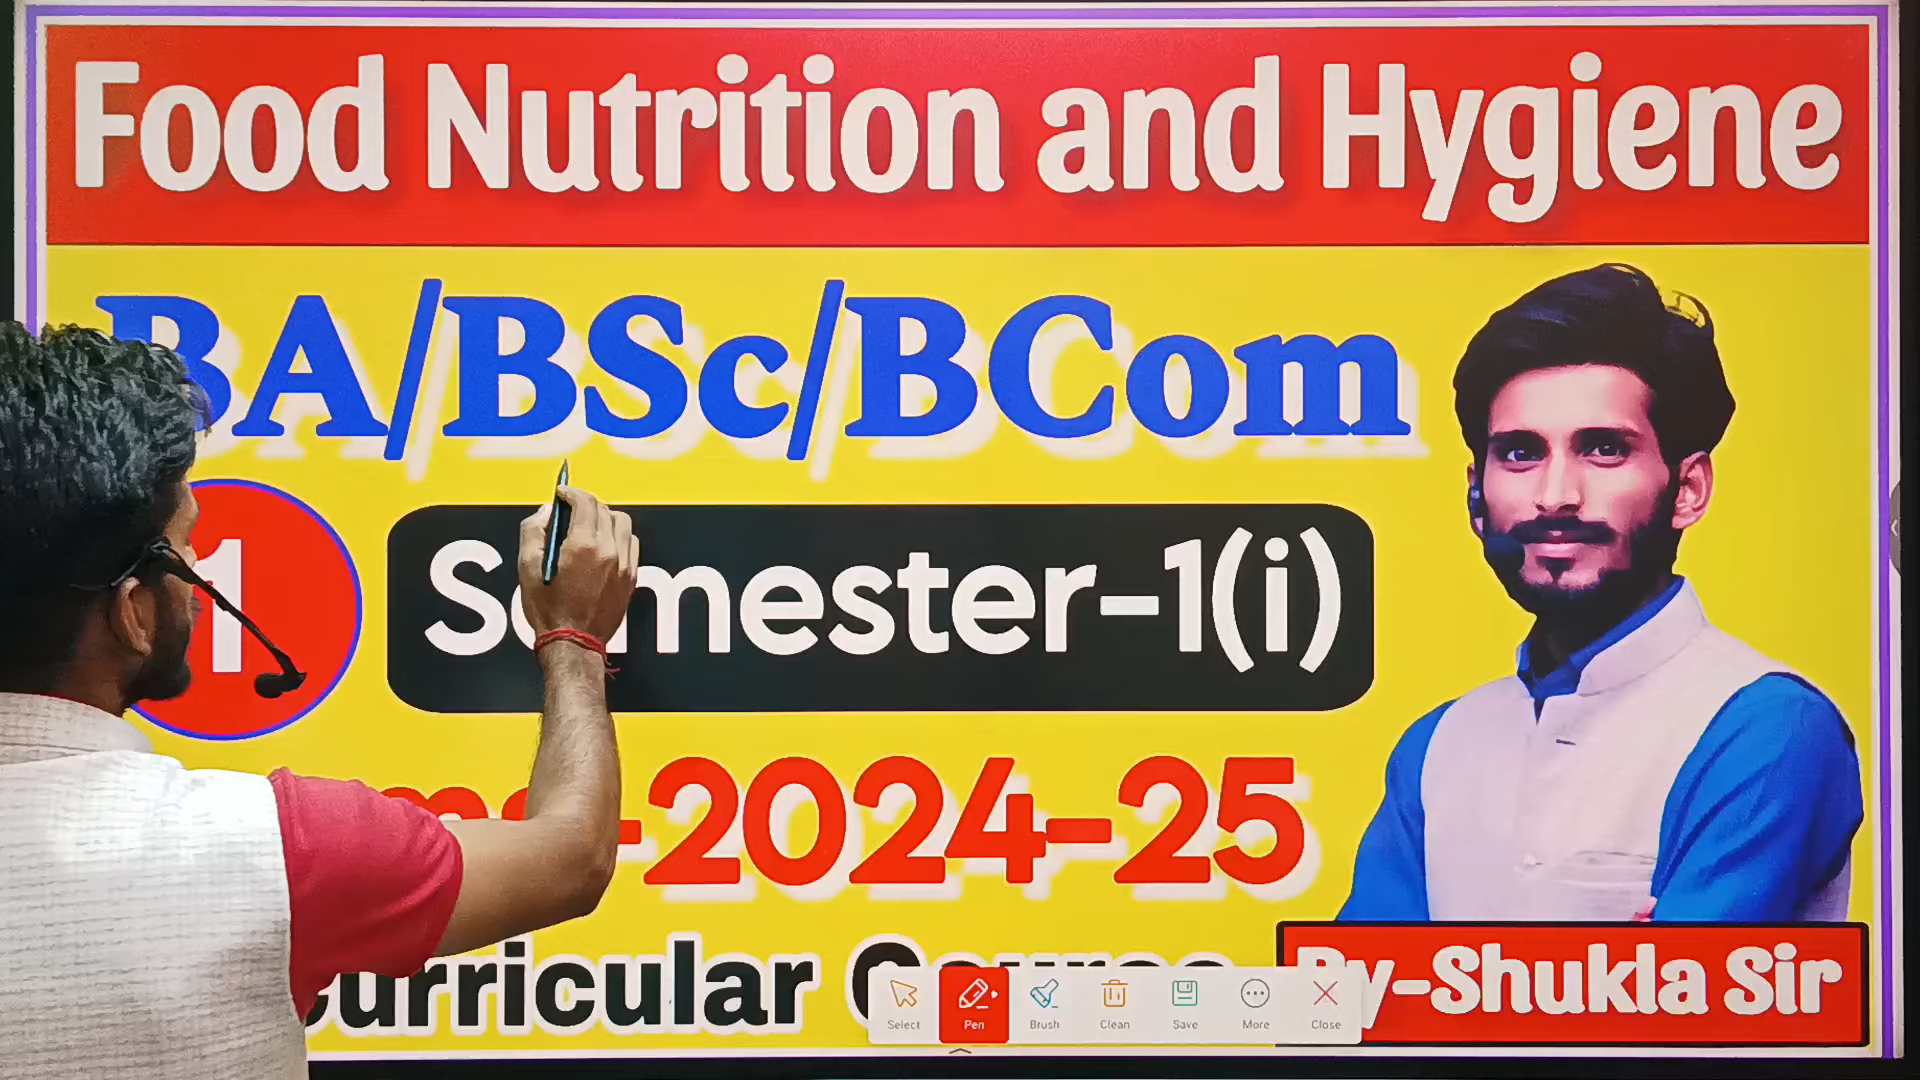 Food Nutrition and Hygiene
BA/BSc/BCom
1
Semester-1(i)
-2024-25
By-Shukla Sir
Select Pen Brush Clean Save More Close